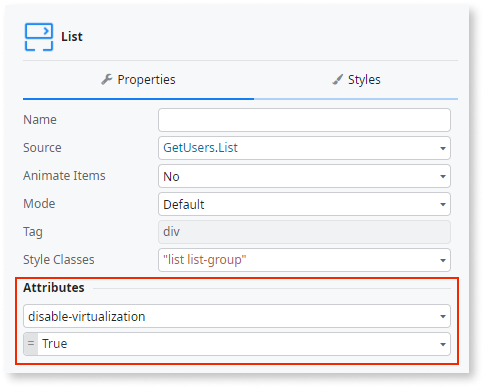 List
Properties Styles
Name
Source GetUsers.List
Animate Items No
Mode Default
Tag div
Style Classes "list list-group"
Attributes
disable-virtualization
= True